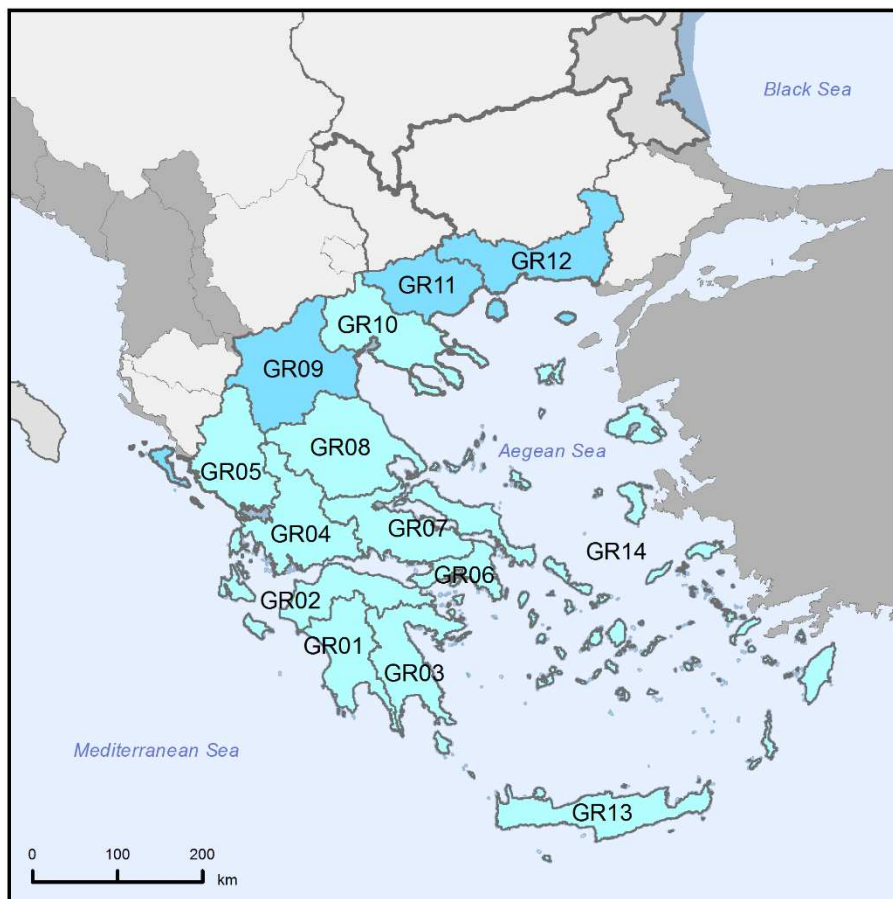 Black Sea
GR12
GR11
GR10
GR09
GR08
Aegean Sea
GR05
GR07
GR04
GR14
GR06
GR02
GR01
GR03
Mediterranean Sea
GR13
0 100 200
km